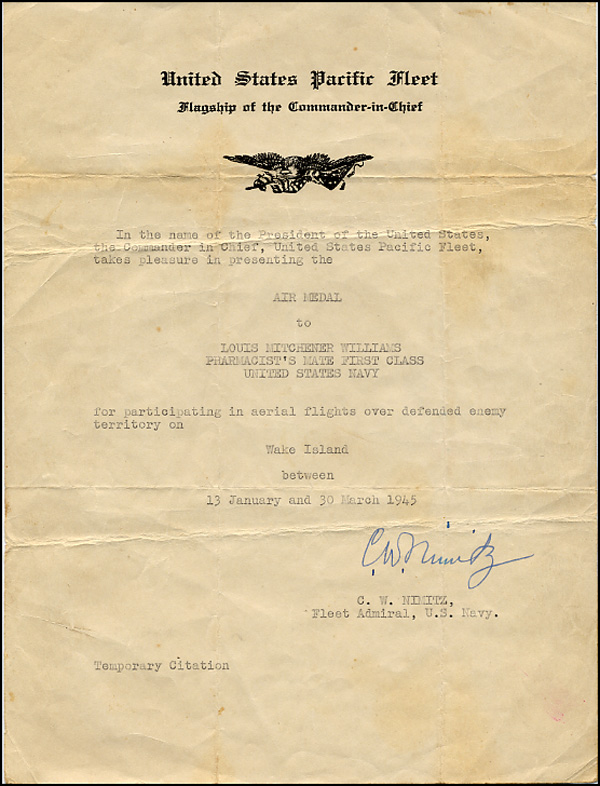 United States Pacific Fleet
Flagship of the Commander-in-Chief
In the name of the President of the United States,
the Commander in Chief, United States Pacific Fleet,
takes pleasure in presenting the
AIR MEDAL
to
LOUIS MITCHENER WILLIAMS
PHARMACIST'S MATE FIRST CLASS
UNITED STATES NAVY
for participating in aerial flights over defended enemy
territory on
Wake Island
between
13 January and 30 March 1945
C. W. Nimitz
C. W. NIMITZ,
Fleet Admiral, U.S. Navy.
Temporary Citation